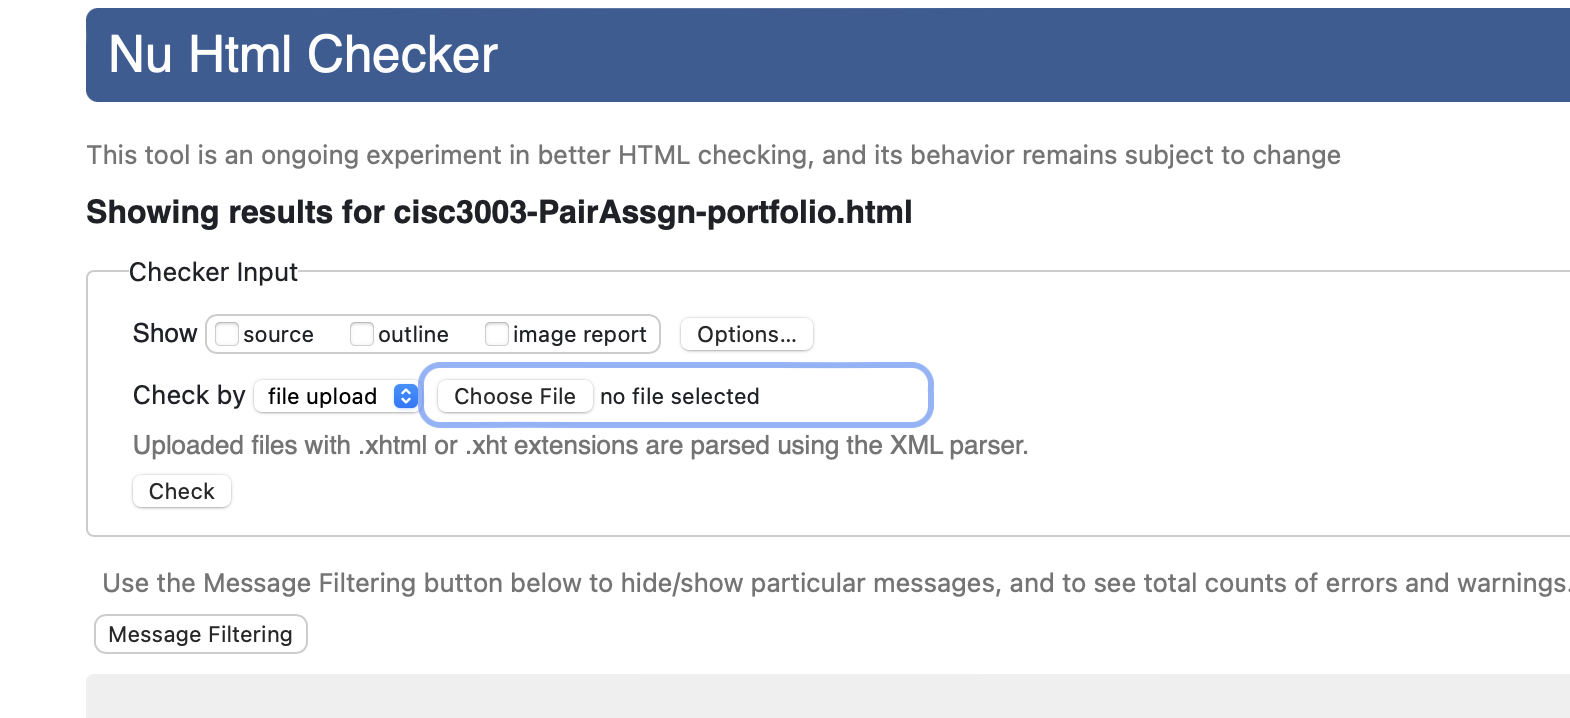 Nu Html Checker
This tool is an ongoing experiment in better HTML checking, and its behavior remains subject to change
Showing results for cisc3003-PairAssgn-portfolio.html
Checker Input
Show source outline image report Options...
Check by file upload Choose File no file selected
Uploaded files with .xhtml or .xht extensions are parsed using the XML parser.
Check
Use the Message Filtering button below to hide/show particular messages, and to see total counts of errors and warnings.
Message Filtering